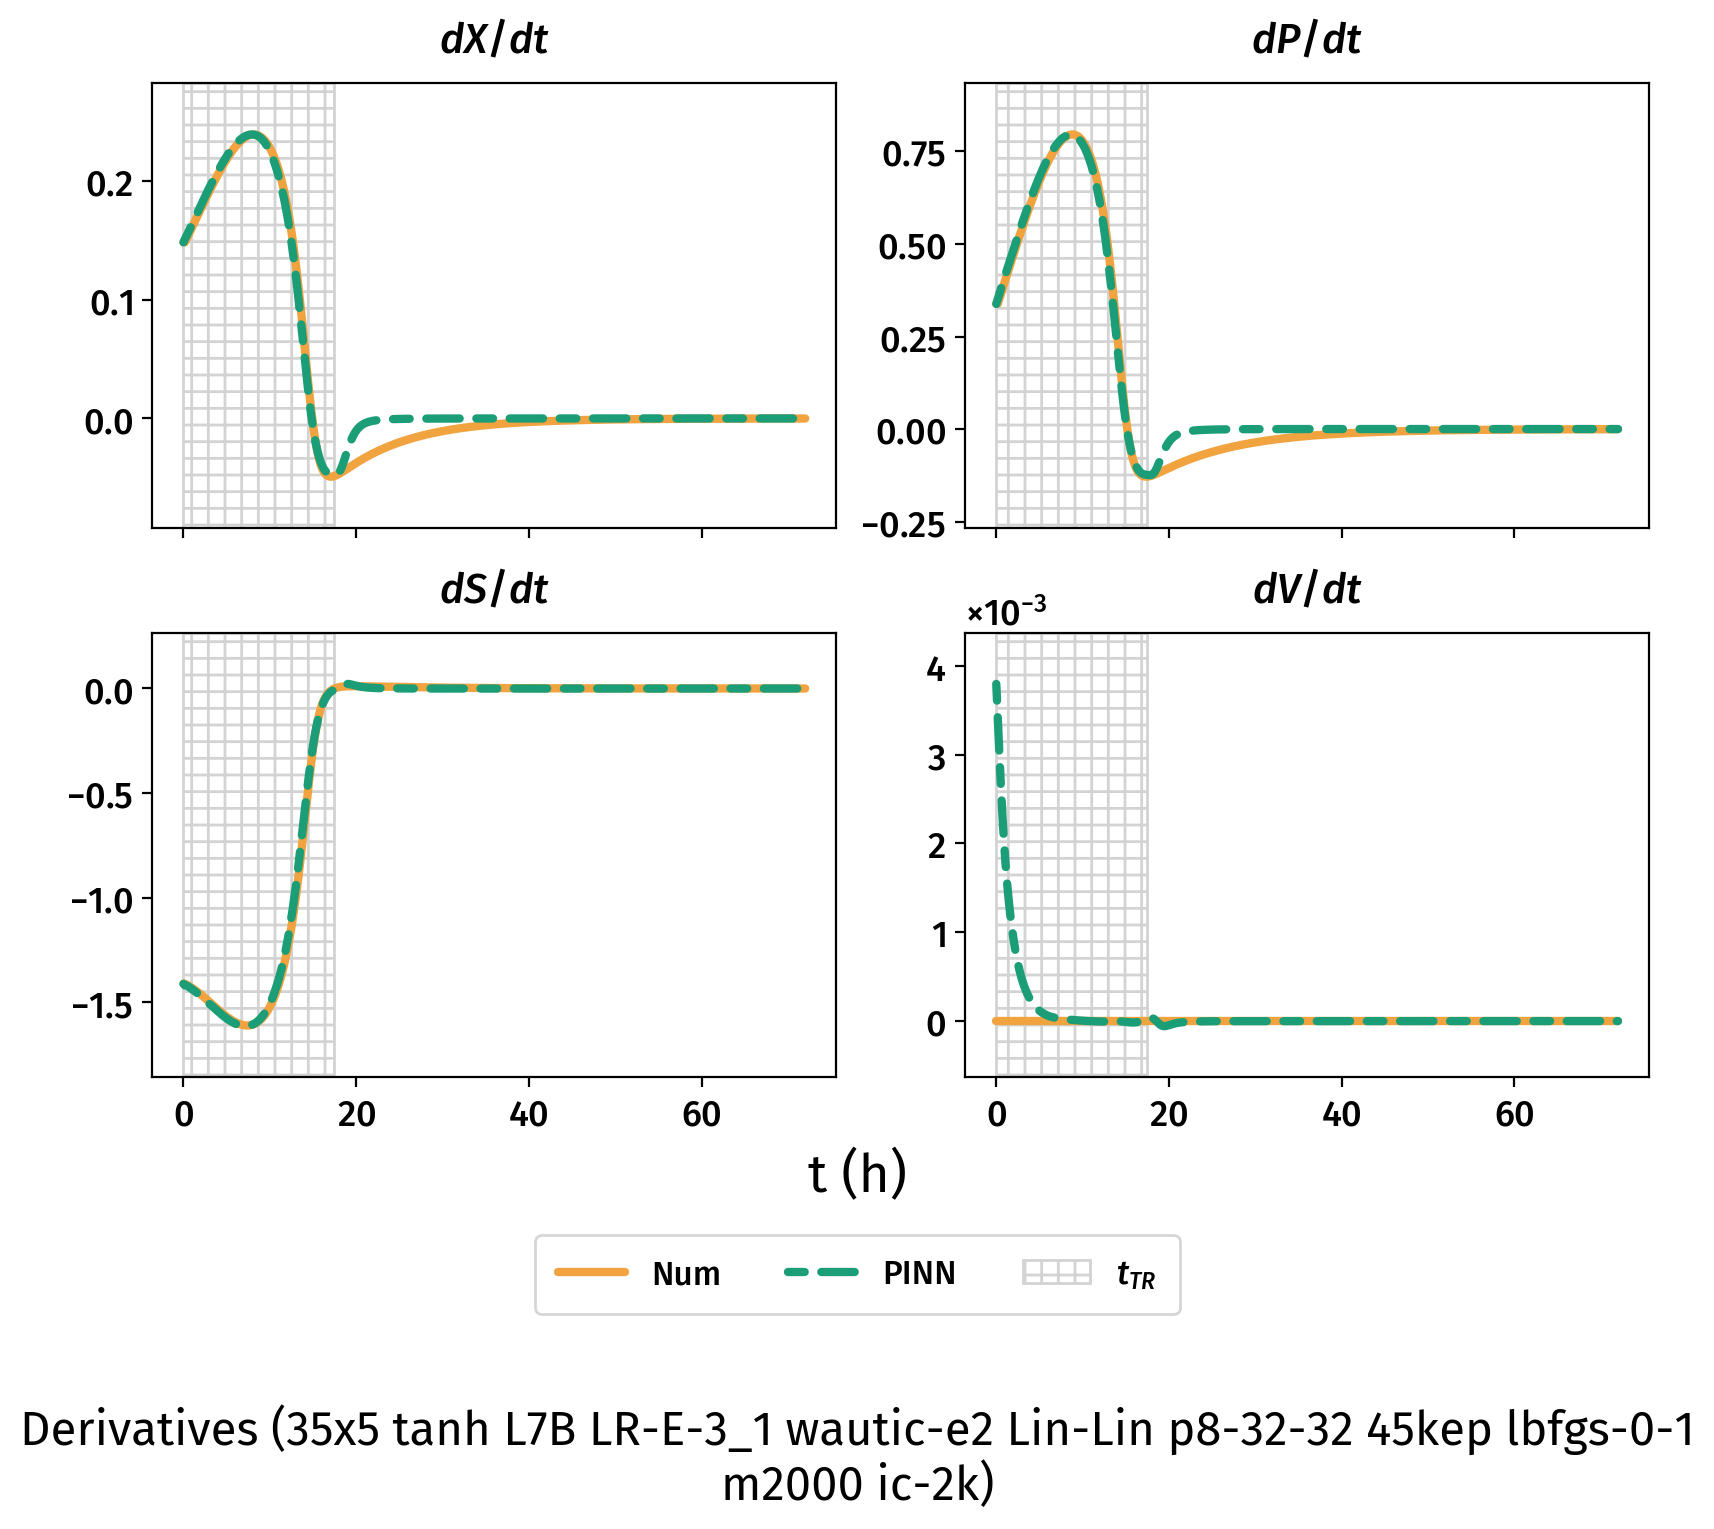 dX/dt
dP/dt
0.2
0.1
0.0
0.75
0.50
0.25
0.00
−0.25
dS/dt
dV/dt
×10⁻³
0.0
−0.5
−1.0
−1.5
4
3
2
1
0
0 20 40 60
0 20 40 60
t (h)
Num PINN t_TR
Derivatives (35x5 tanh L7B LR-E-3_1 wautic-e2 Lin-Lin p8-32-32 45kep lbfgs-0-1
m2000 ic-2k)